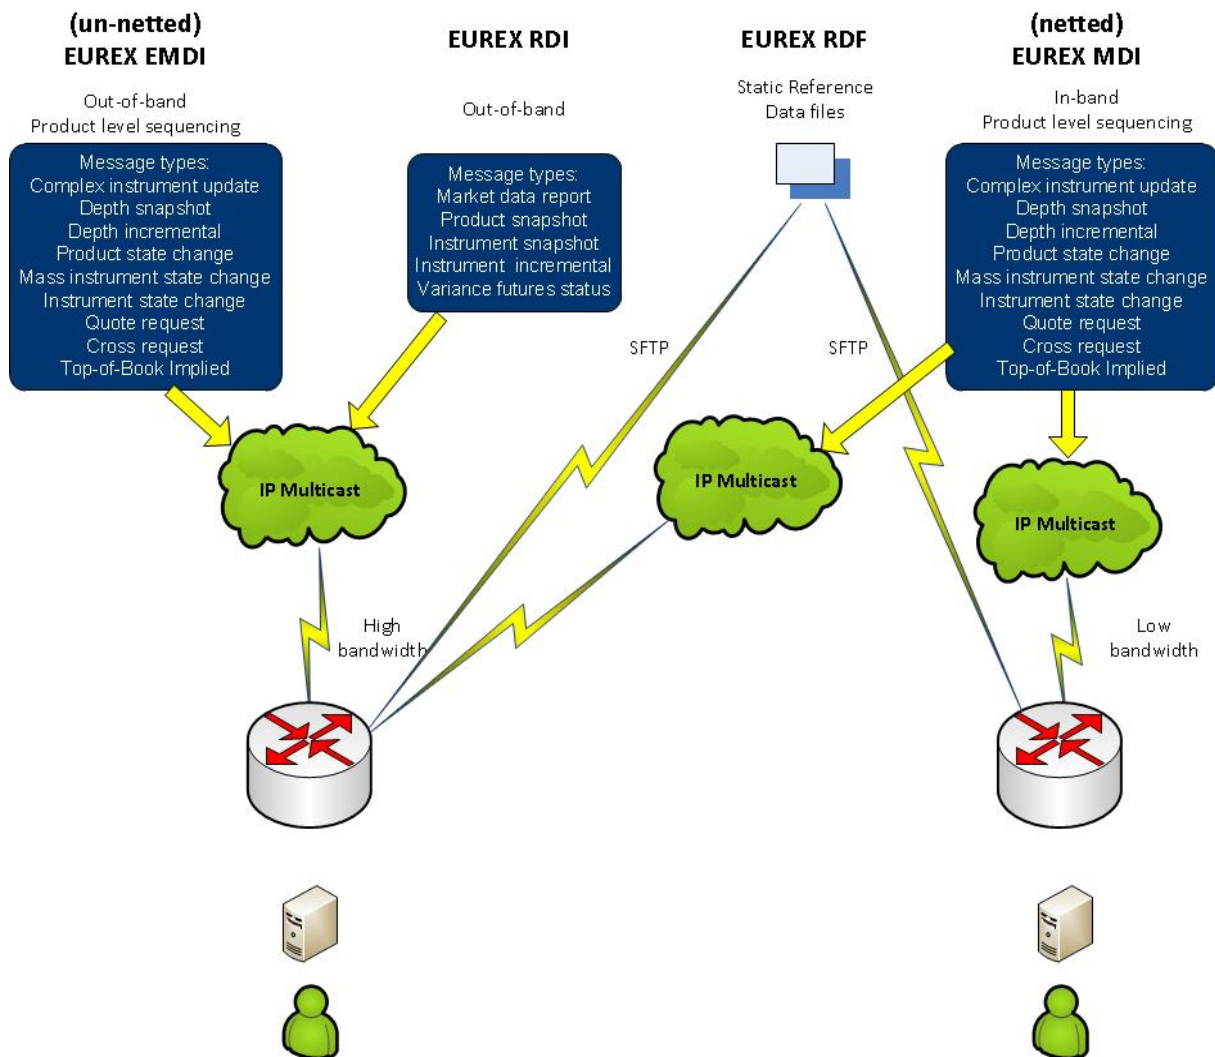 (un-netted)
EUREX EMDI
Out-of-band
Product level sequencing
Message types:
Complex instrument update
Depth snapshot
Depth incremental
Product state change
Mass instrument state change
Instrument state change
Quote request
Cross request
Top-of-Book Implied
EUREX RDI
Out-of-band
Message types:
Market data report
Product snapshot
Instrument snapshot
Instrument incremental
Variance futures status
EUREX RDF
Static Reference
Data files
(netted)
EUREX MDI
In-band
Product level sequencing
Message types:
Complex instrument update
Depth snapshot
Depth incremental
Product state change
Mass instrument state change
Instrument state change
Quote request
Cross request
Top-of-Book Implied
SFTP
SFTP
IP Multicast
IP Multicast
IP Multicast
High
bandwidth
Low
bandwidth